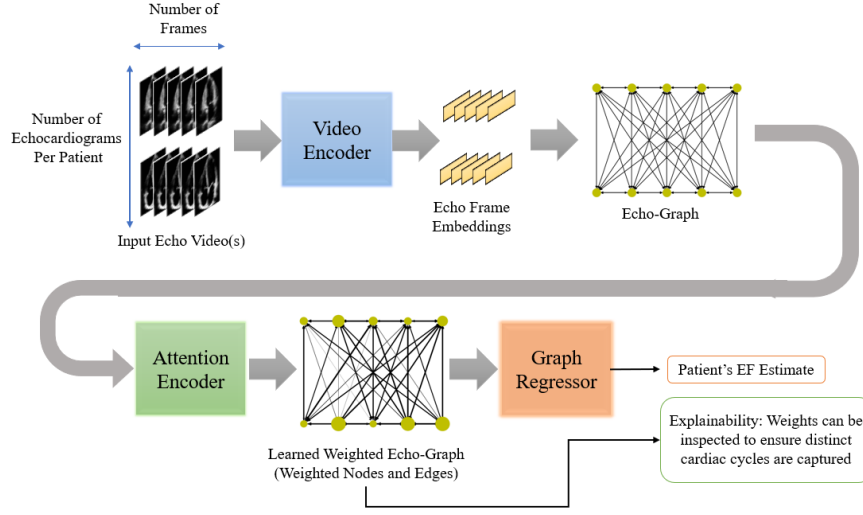 Number of
Frames
Number of
Echocardiograms
Per Patient
Input Echo Video(s)
Video
Encoder
Echo Frame
Embeddings
Echo-Graph
Attention
Encoder
Learned Weighted Echo-Graph
(Weighted Nodes and Edges)
Graph
Regressor
Patient's EF Estimate
Explainability: Weights can be
inspected to ensure distinct
cardiac cycles are captured